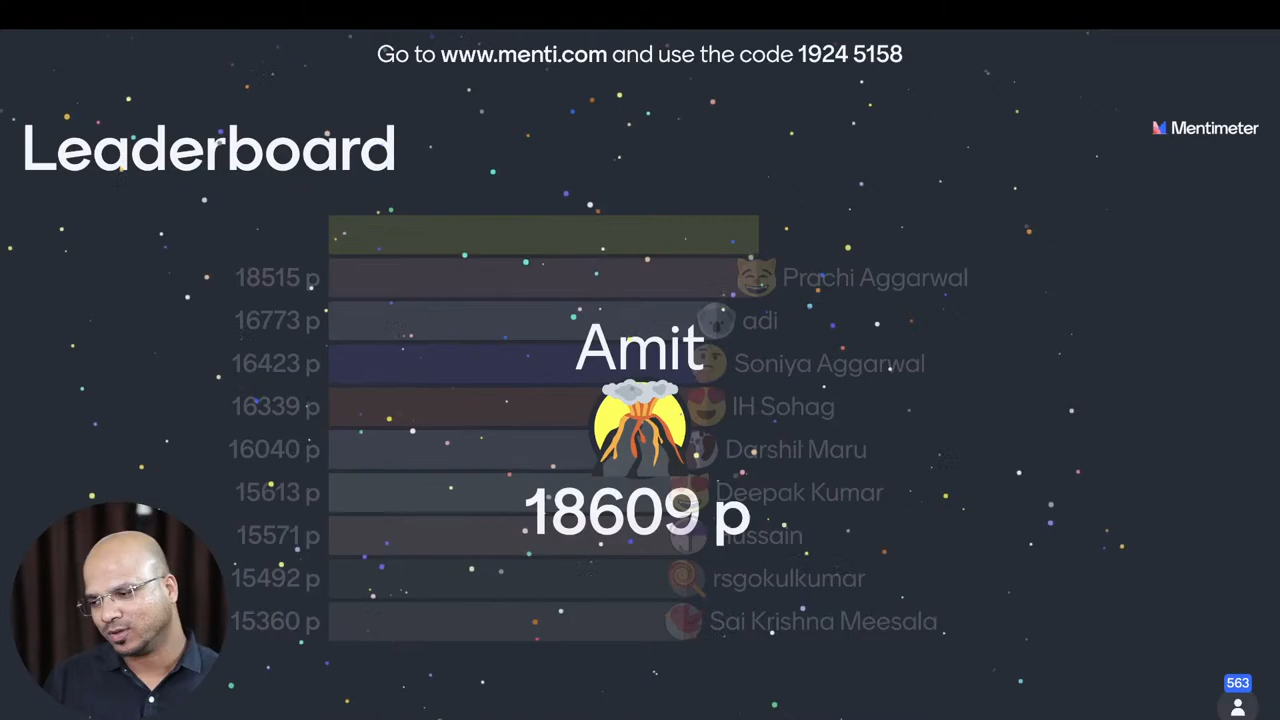 Go to www.menti.com and use the code 1924 5158
Leaderboard
Mentimeter
18515 p Prachi Aggarwal
16773 p adi
Amit
16423 p Soniya Aggarwal
16339 p IH Sohag
16040 p Darshil Maru
15613 p Deepak Kumar
18609 p
15571 p
15492 p rsgokulkumar
15360 p Sai Krishna Meesala
563